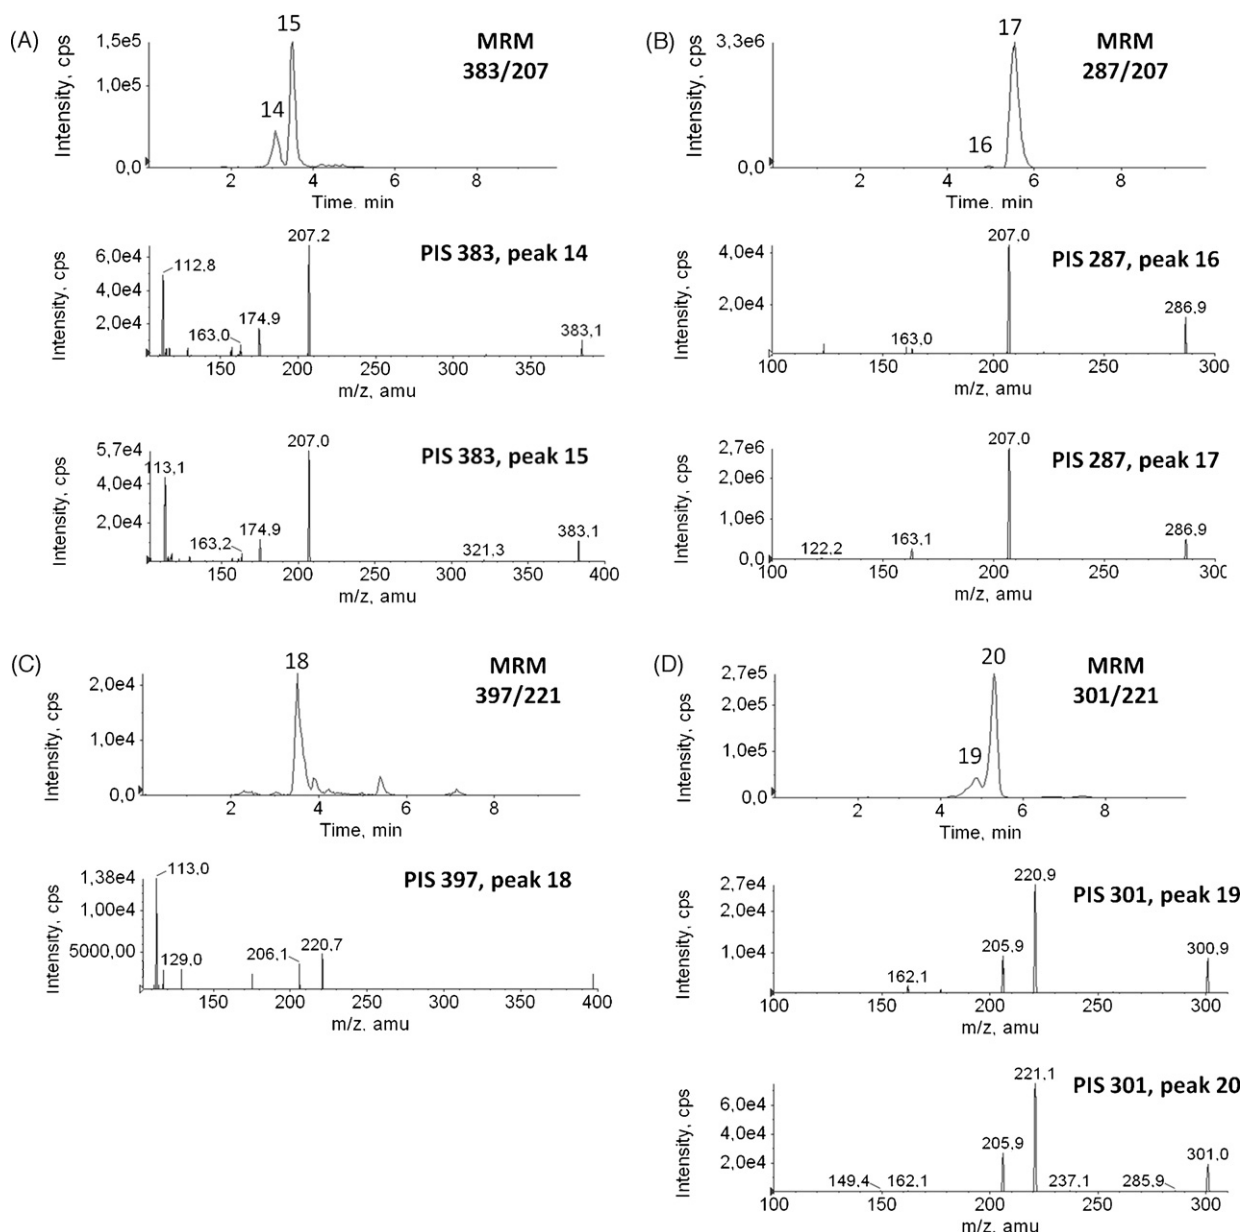 (A)
15
MRM
383/207
14
1,5e5
1,0e5
0,0
Intensity, cps
2 4 6 8
Time, min
PIS 383, peak 14
207.2
6,0e4
4,0e4
2,0e4
Intensity, cps
112.8
163.0
174.9
383,1
150 200 250 300 350
m/z, amu
PIS 383, peak 15
207.0
5,7e4
4,0e4
2,0e4
Intensity, cps
113,1
163,2
174.9
321.3
383.1
150 200 250 300 350 400
m/z, amu
(B)
17
MRM
287/207
16
3,3e6
0,0
Intensity, cps
2 4 6 8
Time, min
PIS 287, peak 16
207.0
4,0e4
2,0e4
Intensity, cps
163.0
286.9
100 150 200 250 300
m/z, amu
PIS 287, peak 17
207.0
2,7e6
2,0e6
1,0e6
0,0
Intensity, cps
122.2
163.1
286.9
100 150 200 250 300
m/z, amu
(C)
18
MRM
397/221
2,0e4
1,0e4
0,0
Intensity, cps
2 4 6 8
Time, min
PIS 397, peak 18
113.0
1,38e4
1,00e4
5000,00
Intensity, cps
129.0
206,1
220.7
150 200 250 300 350 400
m/z, amu
(D)
20
MRM
301/221
19
2,7e5
2,0e5
1,0e5
0,0
Intensity, cps
2 4 6 8
Time, min
PIS 301, peak 19
220.9
2,7e4
2,0e4
1,0e4
Intensity, cps
162.1
205.9
300.9
100 150 200 250 300
m/z, amu
PIS 301, peak 20
221,1
6,0e4
4,0e4
2,0e4
Intensity, cps
149,4
162.1
205.9
237,1
285.9
301.0
100 150 200 250 300
m/z, amu